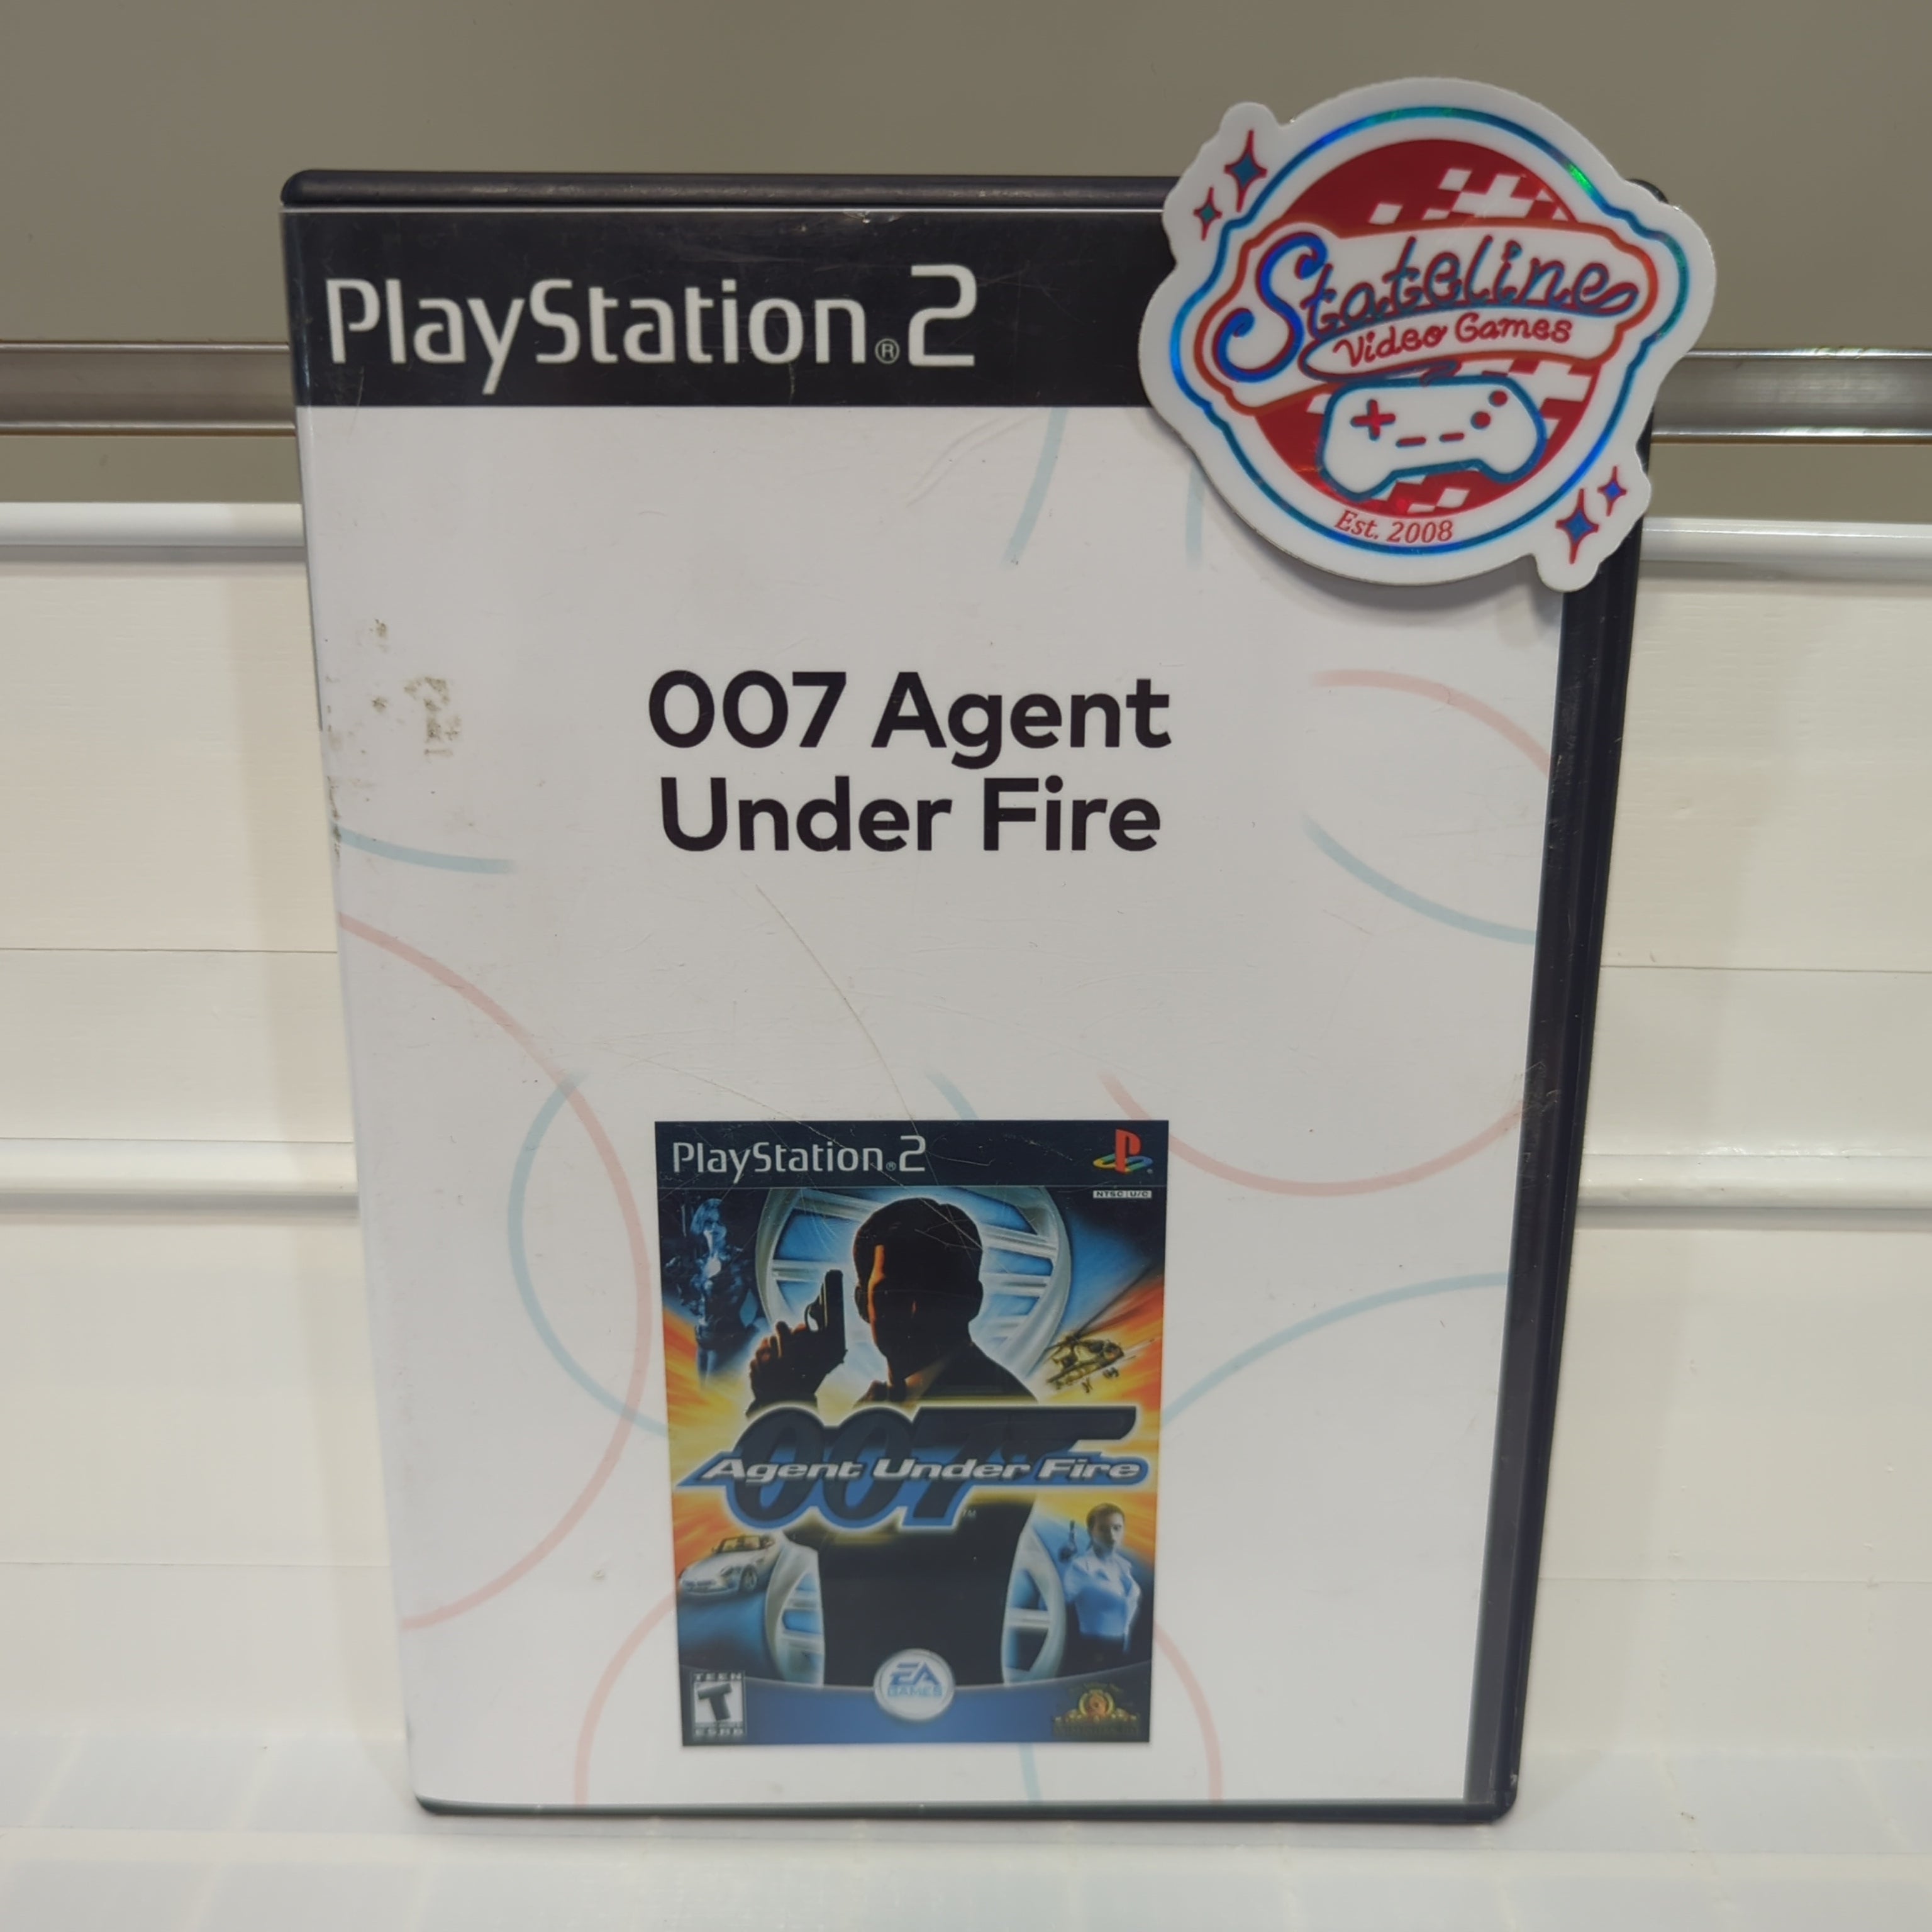 PlayStation®2
Stateline
Video Games
Est. 2008
007 Agent
Under Fire
PlayStation®2
NTSC U/C
007
Agent Under Fire
TM
EA
GAMES
TEEN
T
ESRB